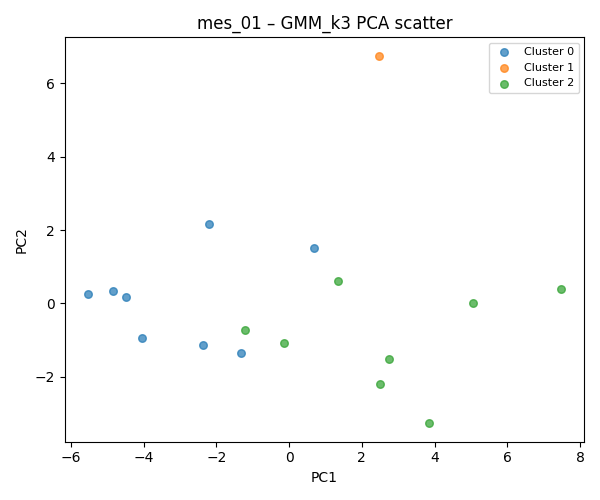 mes_01 – GMM_k3 PCA scatter
Cluster 0
Cluster 1
Cluster 2
6
4
2
0
−2
PC2
−6 −4 −2 0 2 4 6 8
PC1